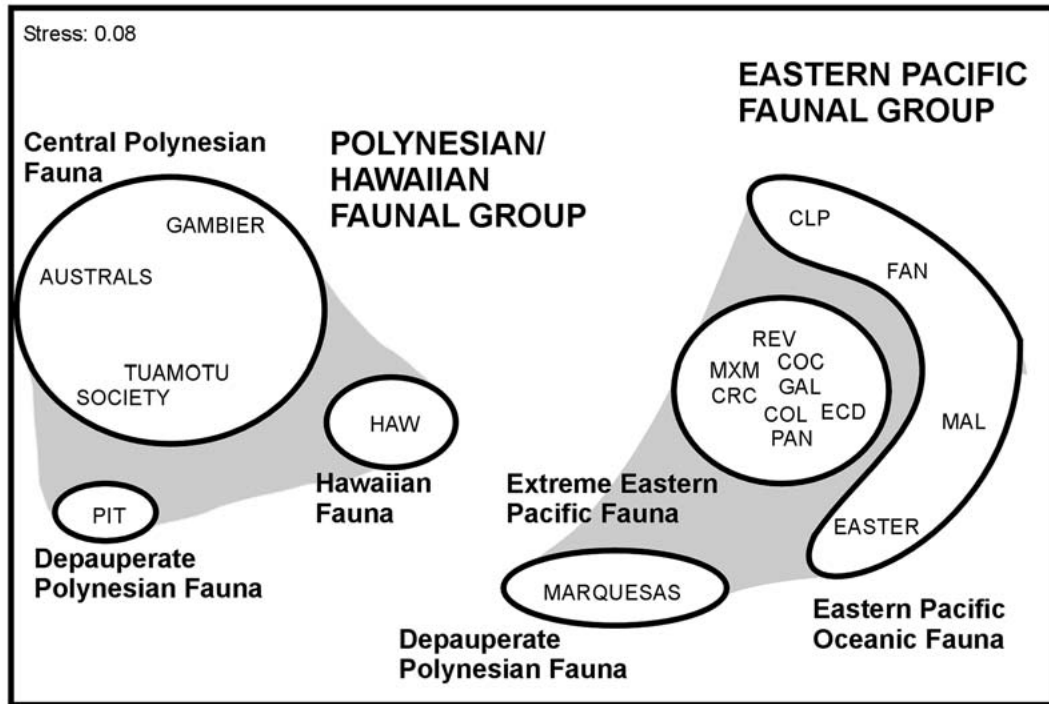 Stress: 0.08
EASTERN PACIFIC
FAUNAL GROUP
Central Polynesian
Fauna
POLYNESIAN/
HAWAIIAN
FAUNAL GROUP
GAMBIER
AUSTRALS
TUAMOTU
SOCIETY
HAW
Hawaiian
Fauna
PIT
Depauperate
Polynesian Fauna
CLP
FAN
MAL
EASTER
REV
MXM COC
CRC GAL
COL ECD
PAN
Extreme Eastern
Pacific Fauna
MARQUESAS
Depauperate
Polynesian Fauna
Eastern Pacific
Oceanic Fauna